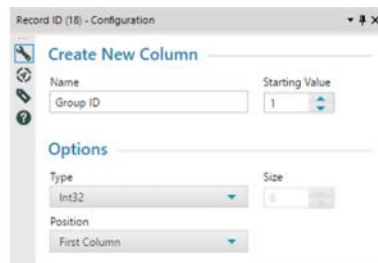 Record ID (18) - Configuration
Create New Column
Name
Starting Value
Group ID
1
Options
Type
Size
Int32
6
Position
First Column